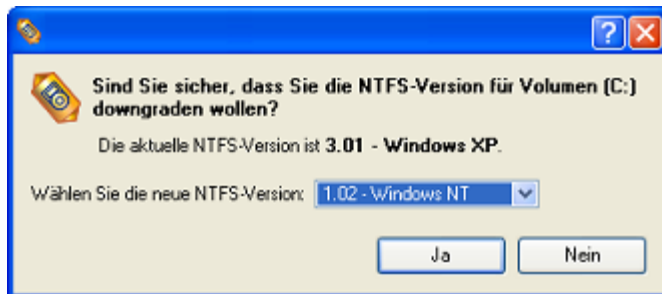 Sind Sie sicher, dass Sie die NTFS-Version für Volumen (C:)
downgraden wollen?
Die aktuelle NTFS-Version ist 3.01 - Windows XP.
Wählen Sie die neue NTFS-Version: 1.02 - Windows NT
Ja Nein